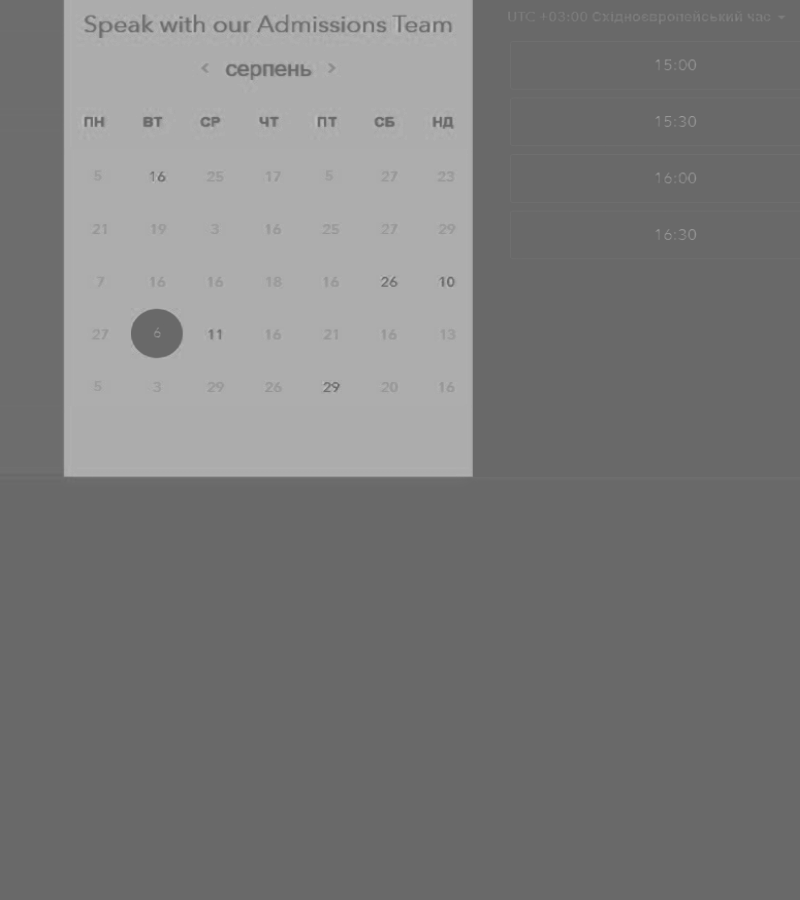 Speak with our Admissions Team
< серпень >
ПН ВТ СР ЧТ ПТ СБ НД
5 16 25 17 5 27 23
21 19 3 16 25 27 29
7 16 16 18 16 26 10
27 6 11 16 21 16 13
5 3 29 26 29 20 16
UTC +03:00 Східноєвропейський час
15:00
15:30
16:00
16:30